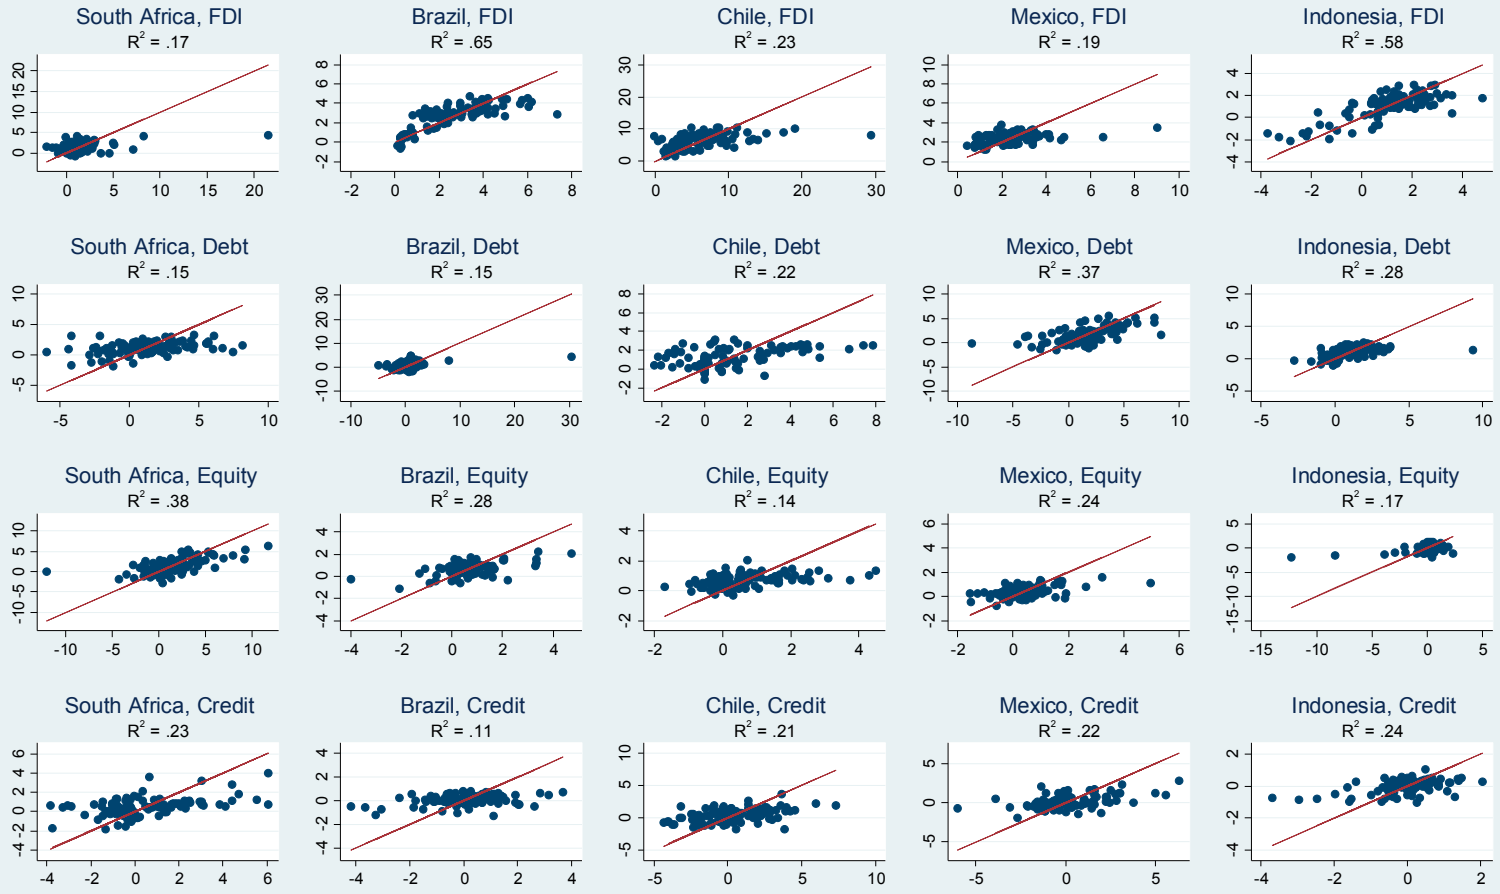 South Africa, FDI
R² = .17
20
15
10
5
0
0 5 10 15 20
Brazil, FDI
R² = .65
8
6
4
2
0
-2
-2 0 2 4 6 8
Chile, FDI
R² = .23
30
20
10
0
0 10 20 30
Mexico, FDI
R² = .19
10
8
6
4
2
0
0 2 4 6 8 10
Indonesia, FDI
R² = .58
4
2
0
-2
-4
-4 -2 0 2 4
South Africa, Debt
R² = .15
10
5
0
-5
-5 0 5 10
Brazil, Debt
R² = .15
30
20
10
0
-10
-10 0 10 20 30
Chile, Debt
R² = .22
8
6
4
2
0
-2
-2 0 2 4 6 8
Mexico, Debt
R² = .37
10
5
0
-5
-10
-10 -5 0 5 10
Indonesia, Debt
R² = .28
10
5
0
-5
-5 0 5 10
South Africa, Equity
R² = .38
10
5
0
-5
-10
-10 -5 0 5 10
Brazil, Equity
R² = .28
4
2
0
-2
-4
-4 -2 0 2 4
Chile, Equity
R² = .14
4
2
0
-2
-2 0 2 4
Mexico, Equity
R² = .24
6
4
2
0
-2
-2 0 2 4 6
Indonesia, Equity
R² = .17
5
0
-5
-10
-15
-15 -10 -5 0 5
South Africa, Credit
R² = .23
6
4
2
0
-2
-4
-4 -2 0 2 4 6
Brazil, Credit
R² = .11
4
2
0
-2
-4
-4 -2 0 2 4
Chile, Credit
R² = .21
10
5
0
-5
-5 0 5 10
Mexico, Credit
R² = .22
5
0
-5
-5 0 5
Indonesia, Credit
R² = .24
2
0
-2
-4
-4 -2 0 2